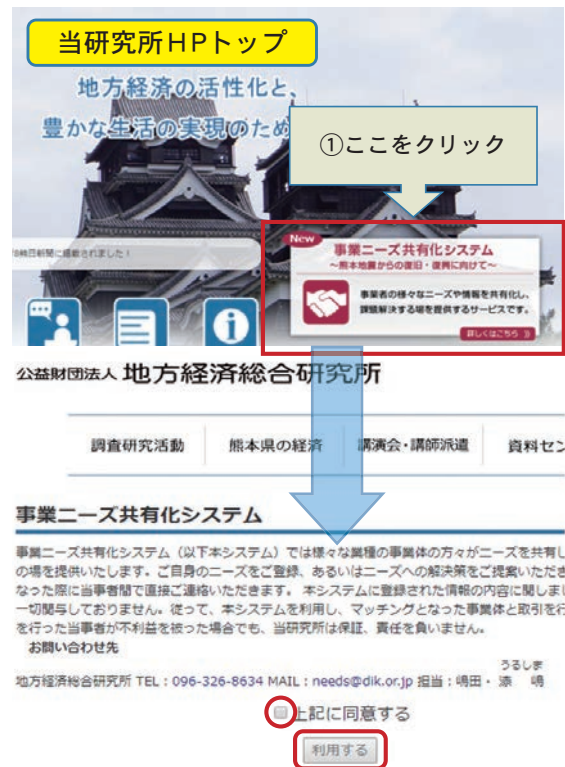 当研究所HPトップ
地方経済の活性化と、
豊かな生活の実現のため
①ここをクリック
日新聞に掲載されました!
New
事業ニーズ共有化システム
~熊本地震からの復旧・復興に向けて~
事業者の様々なニーズや情報を共有化し、
課題解決する場を提供するサービスです。
詳しくはこちら
公益財団法人 地方経済総合研究所
調査研究活動 熊本県の経済 講演会・講師派遣 資料セン
事業ニーズ共有化システム
事業ニーズ共有化システム(以下本システム)では様々な業種の事業体の方々がニーズを共有し
の場を提供いたします。ご自身のニーズをご登録、あるいはニーズへの解決策をご提案いただき
なった際に当事者間で直接ご連絡いただきます。 本システムに登録された情報の内容に関しまし
一切関与しておりません。従って、本システムを利用し、マッチングとなった事業体と取引を行
を行った当事者が不利益を被った場合でも、当研究所は保証、責任を負いません。
お問い合わせ先
うるしま
地方経済総合研究所 TEL:096-326-8634 MAIL:needs@dik.or.jp 担当:嶋田・漆 嶋
上記に同意する
利用する